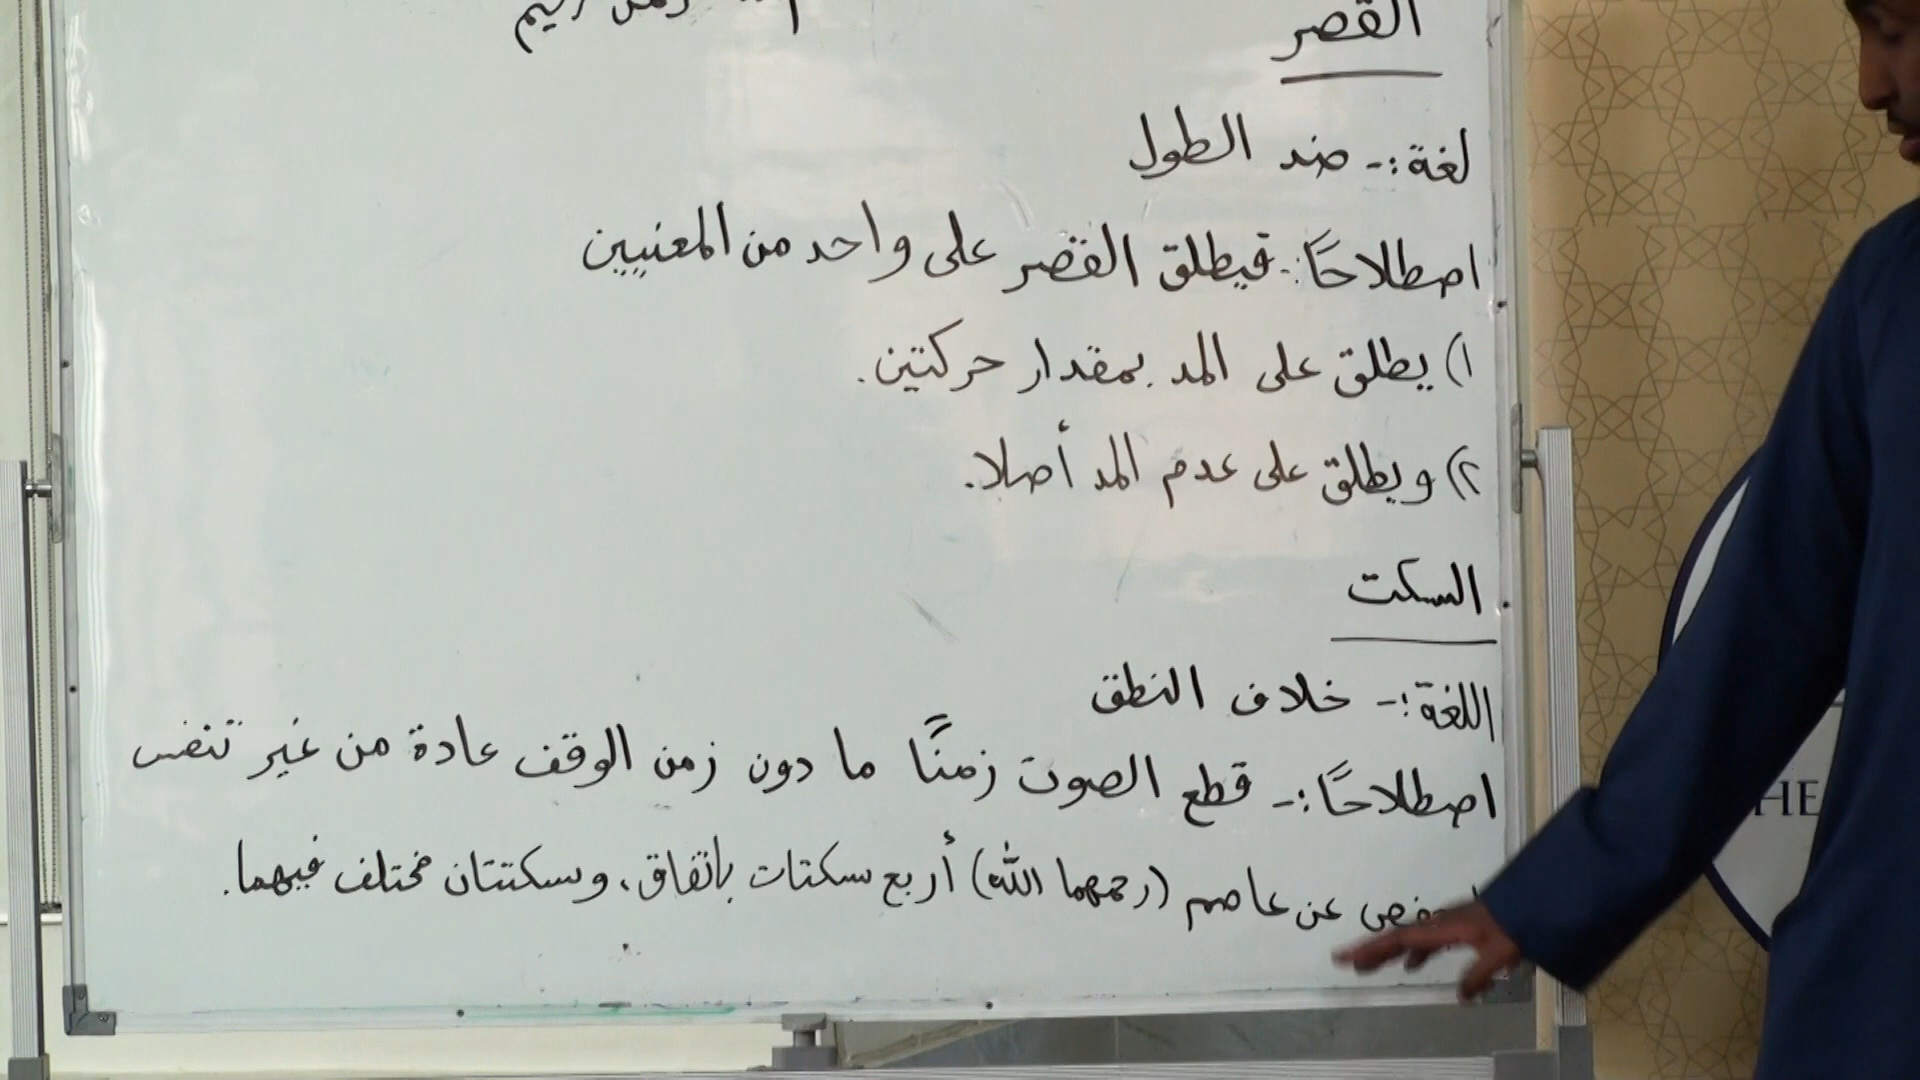 القصر
لغة:- ضد الطول
اصطلاحًا:- فيطلق القصر على واحد من المعنيين
١) يطلق على المد بمقدار حركتين.
٢) ويطلق على عدم المد أصلا.
السكت
اللغة:- خلاف النطق
اصطلاحًا:- قطع الصوت زمنًا ما دون زمن الوقف عادة من غير تنفس
حفص عن عاصم (رحمهما الله) أربع سكتات باتفاق، وسكتتان مختلف فيهما.
HE